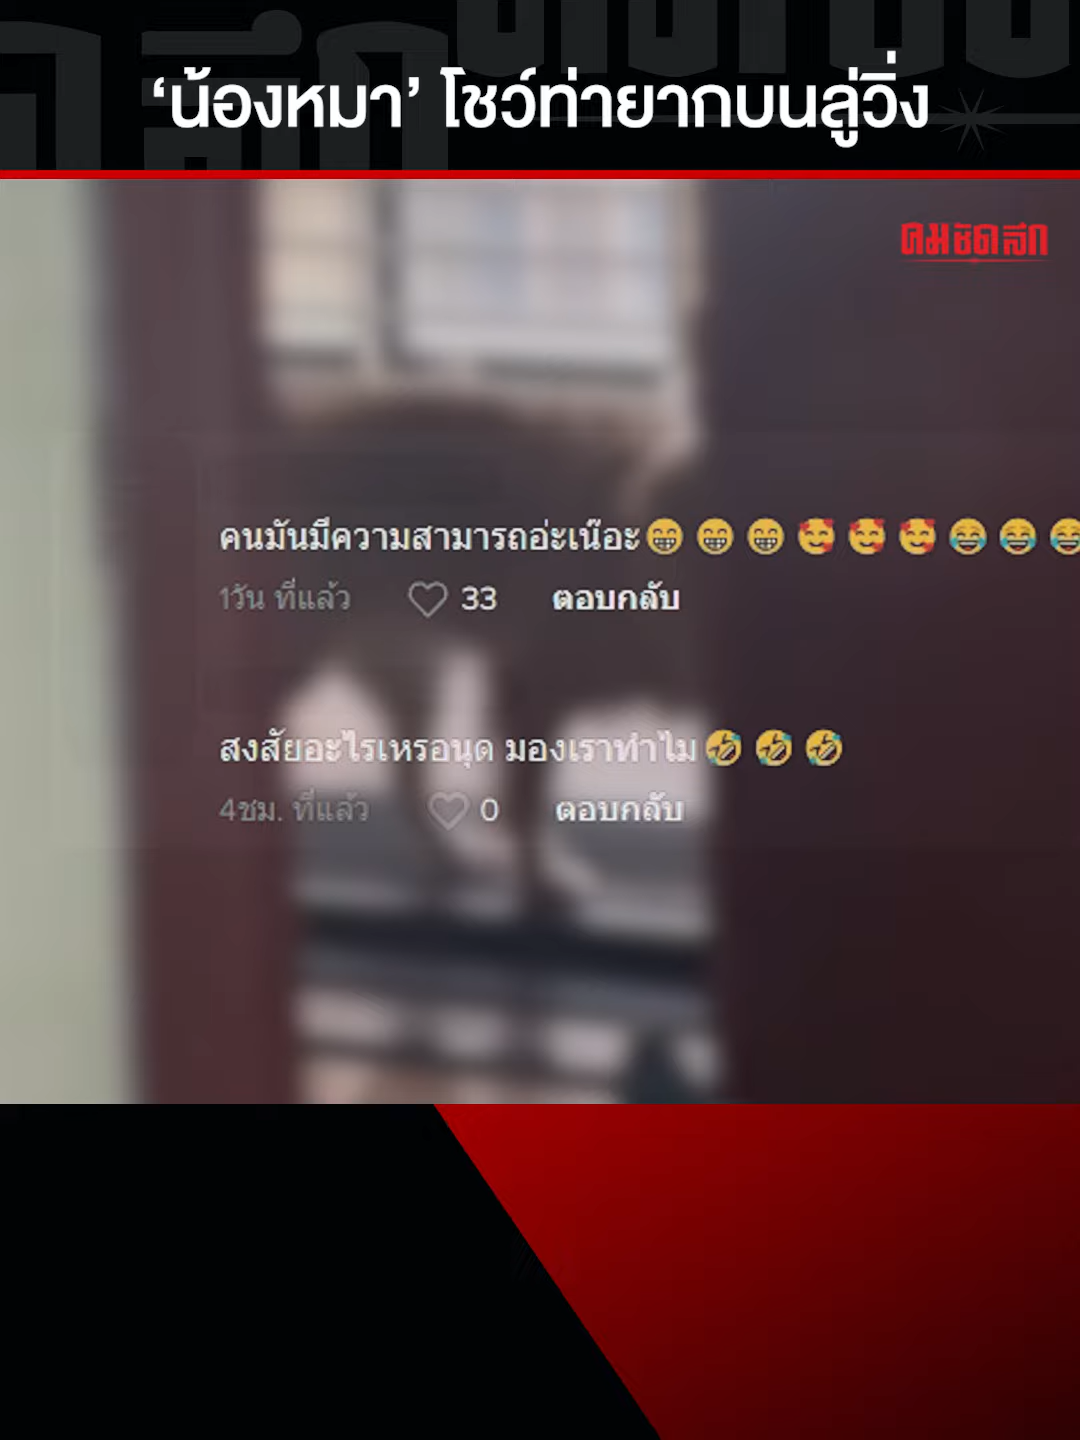 ‘น้องหมา’ โชว์ท่ายากบนลู่วิ่ง
คมชัดลึก
คนมันมีความสามารถอ่ะเน๊อะ😁😁😁🥰🥰🥰😂😂😂
1วัน ที่แล้ว 33 ตอบกลับ
สงสัยอะไรเหรอนุด มองเราทำไม🤣🤣🤣
4ชม. ที่แล้ว 0 ตอบกลับ